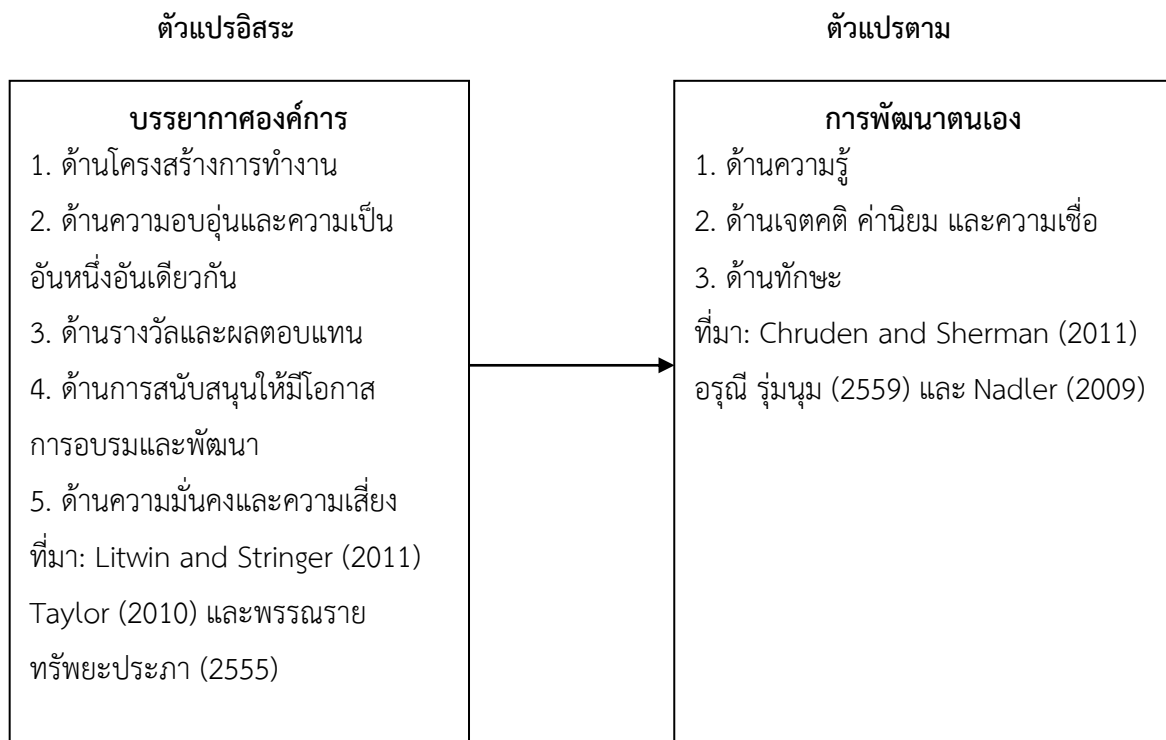 ตัวแปรอิสระ
ตัวแปรตาม
บรรยากาศองค์การ
1. ด้านโครงสร้างการทำงาน
2. ด้านความอบอุ่นและความเป็น
อันหนึ่งอันเดียวกัน
3. ด้านรางวัลและผลตอบแทน
4. ด้านการสนับสนุนให้มีโอกาส
การอบรมและพัฒนา
5. ด้านความมั่นคงและความเสี่ยง
ที่มา: Litwin and Stringer (2011)
Taylor (2010) และพรรณราย
ทรัพยะประภา (2555)
การพัฒนาตนเอง
1. ด้านความรู้
2. ด้านเจตคติ ค่านิยม และความเชื่อ
3. ด้านทักษะ
ที่มา: Chruden and Sherman (2011)
อรุณี รุ่มนุม (2559) และ Nadler (2009)